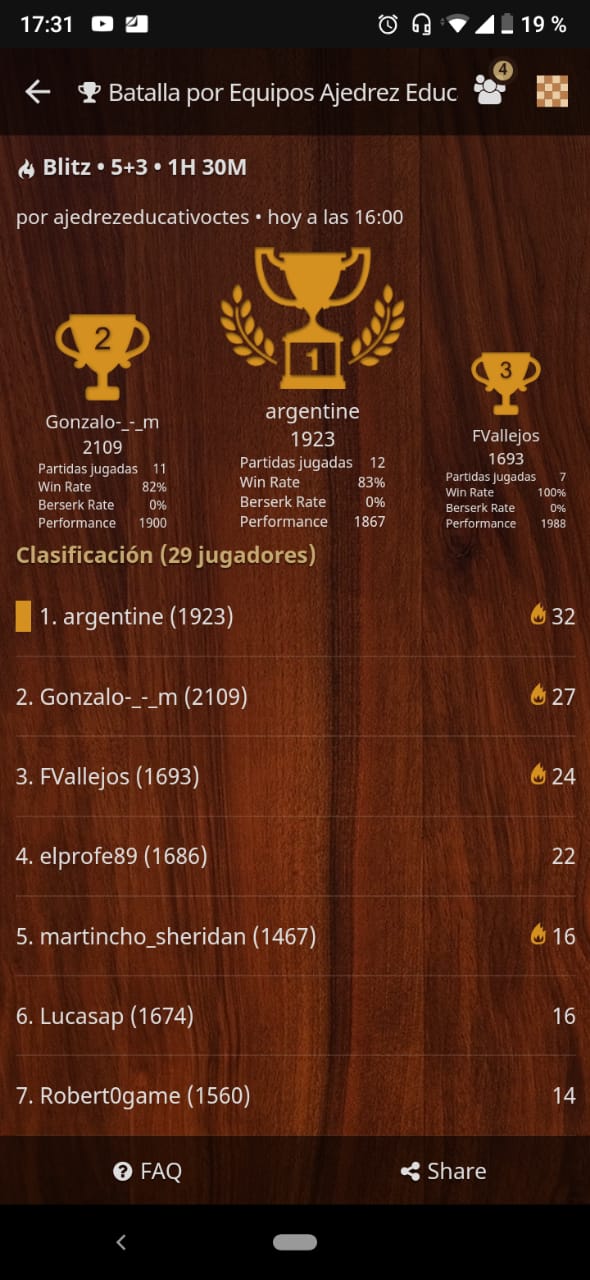 17:31 19 %
Batalla por Equipos Ajedrez Educ 4
Blitz • 5+3 • 1H 30M
por ajedrezeducativoctes • hoy a las 16:00
2
Gonzalo-_-_m
2109
Partidas jugadas 11
Win Rate 82%
Berserk Rate 0%
Performance 1900
1
argentine
1923
Partidas jugadas 12
Win Rate 83%
Berserk Rate 0%
Performance 1867
3
FVallejos
1693
Partidas jugadas 7
Win Rate 100%
Berserk Rate 0%
Performance 1988
Clasificación (29 jugadores)
1. argentine (1923) 32
2. Gonzalo-_-_m (2109) 27
3. FVallejos (1693) 24
4. elprofe89 (1686) 22
5. martincho_sheridan (1467) 16
6. Lucasap (1674) 16
7. Robert0game (1560) 14
FAQ Share